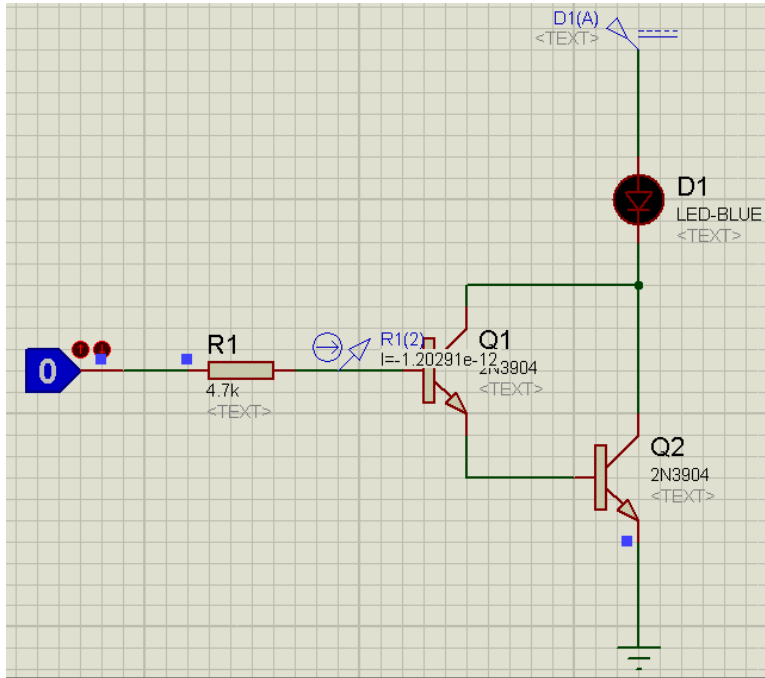 D1(A)
<TEXT>
D1
LED-BLUE
<TEXT>
0
R1
4.7k
<TEXT>
R1(2)
I=-1.20291e-12
Q1
2N3904
<TEXT>
Q2
2N3904
<TEXT>